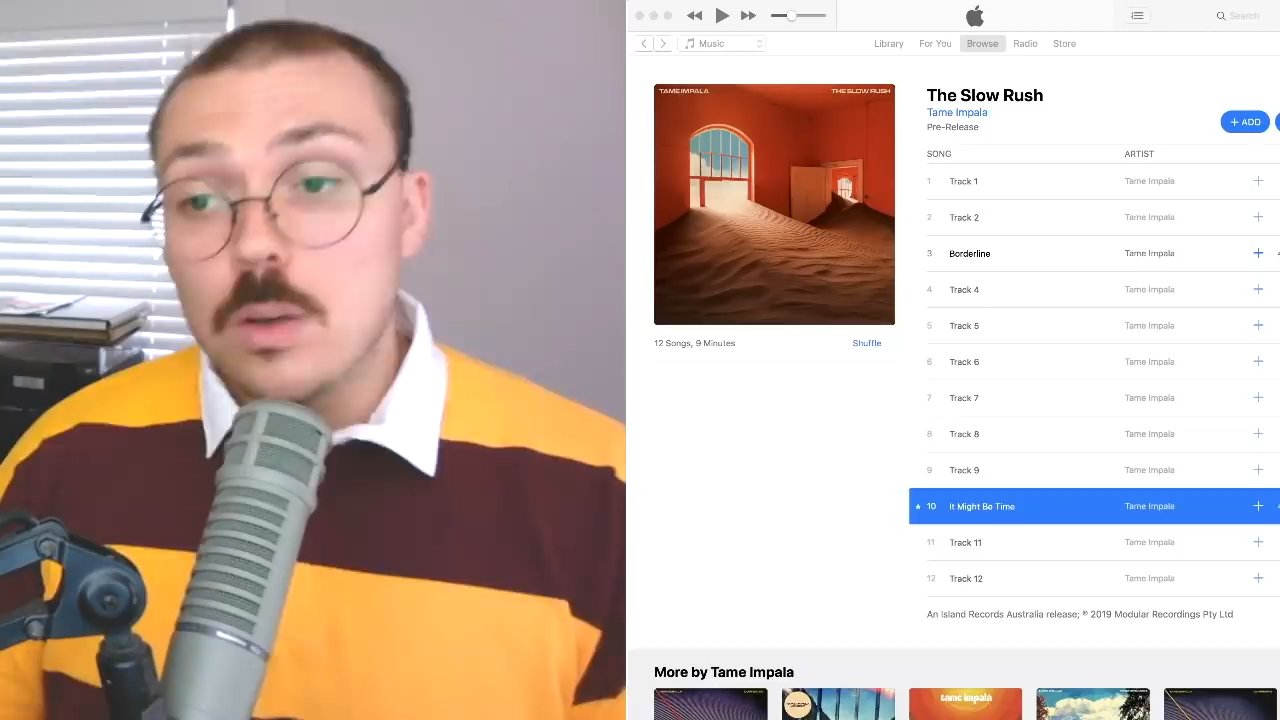 Search
Music
Library For You Browse Radio Store
TAME IMPALA THE SLOW RUSH
The Slow Rush
Tame Impala
Pre-Release
+ ADD
12 Songs, 9 Minutes
Shuffle
SONG ARTIST
1 Track 1 Tame Impala
2 Track 2 Tame Impala
3 Borderline Tame Impala
4 Track 4 Tame Impala
5 Track 5 Tame Impala
6 Track 6 Tame Impala
7 Track 7 Tame Impala
8 Track 8 Tame Impala
9 Track 9 Tame Impala
★ 10 It Might Be Time Tame Impala
11 Track 11 Tame Impala
12 Track 12 Tame Impala
An Island Records Australia release; ℗ 2019 Modular Recordings Pty Ltd
More by Tame Impala
tame impala